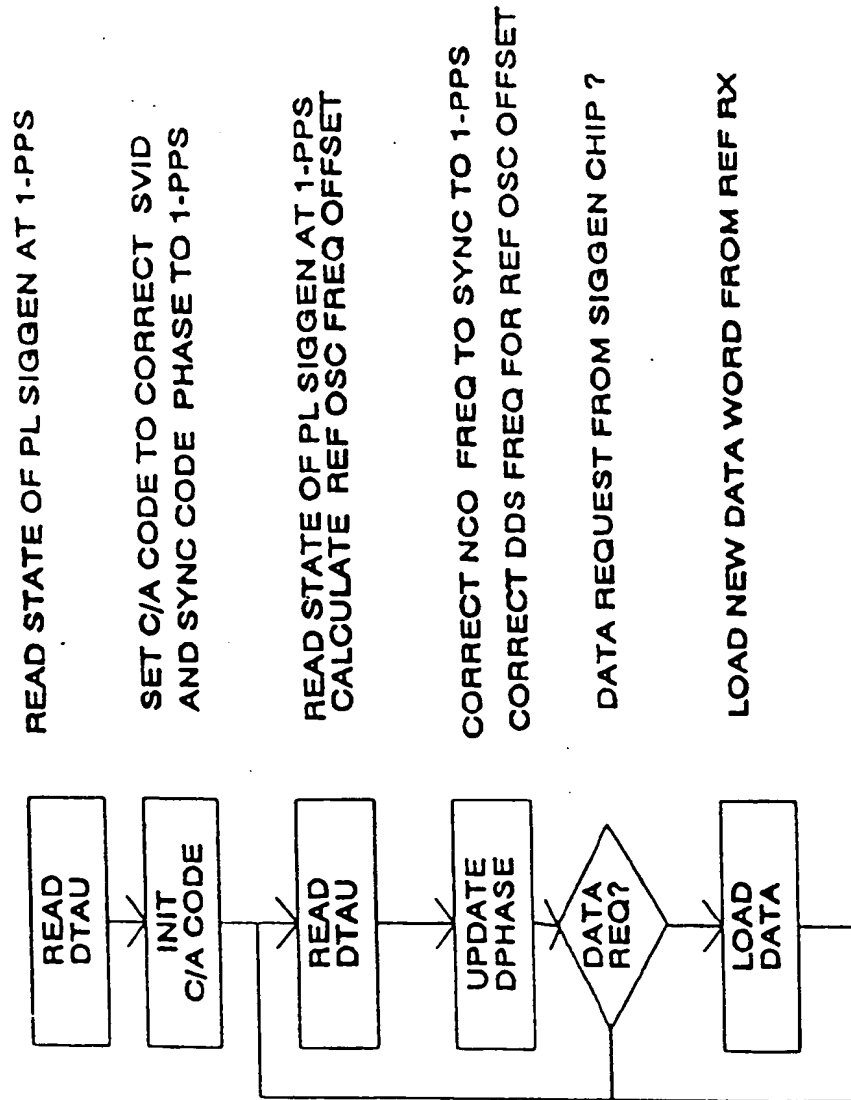 READ
DTAU
READ STATE OF PL SIGGEN AT 1-PPS
INIT
C/A CODE
SET C/A CODE TO CORRECT SVID
AND SYNC CODE PHASE TO 1-PPS
READ
DTAU
READ STATE OF PL SIGGEN AT 1-PPS
CALCULATE REF OSC FREQ OFFSET
UPDATE
DPHASE
CORRECT NCO FREQ TO SYNC TO 1-PPS
CORRECT DDS FREQ FOR REF OSC OFFSET
DATA
REQ?
DATA REQUEST FROM SIGGEN CHIP ?
LOAD
DATA
LOAD NEW DATA WORD FROM REF RX